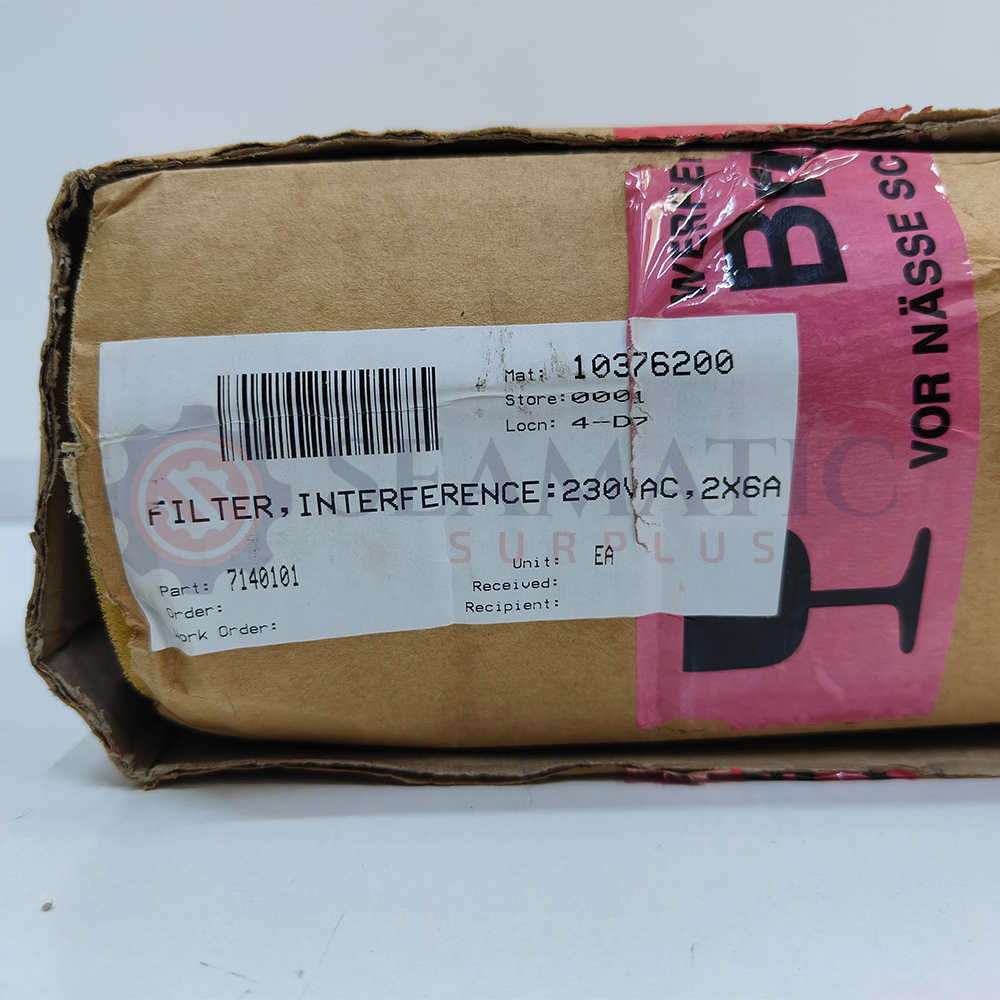 Mat: 10376200
Store:0001
Locn: 4-D7
FILTER,INTERFERENCE:230VAC,2X6A
Part: 7140101
Order:
Work Order:
Unit: EA
Received:
Recipient:
VOR NÄSSE
SEAMATIC
SURPLUS